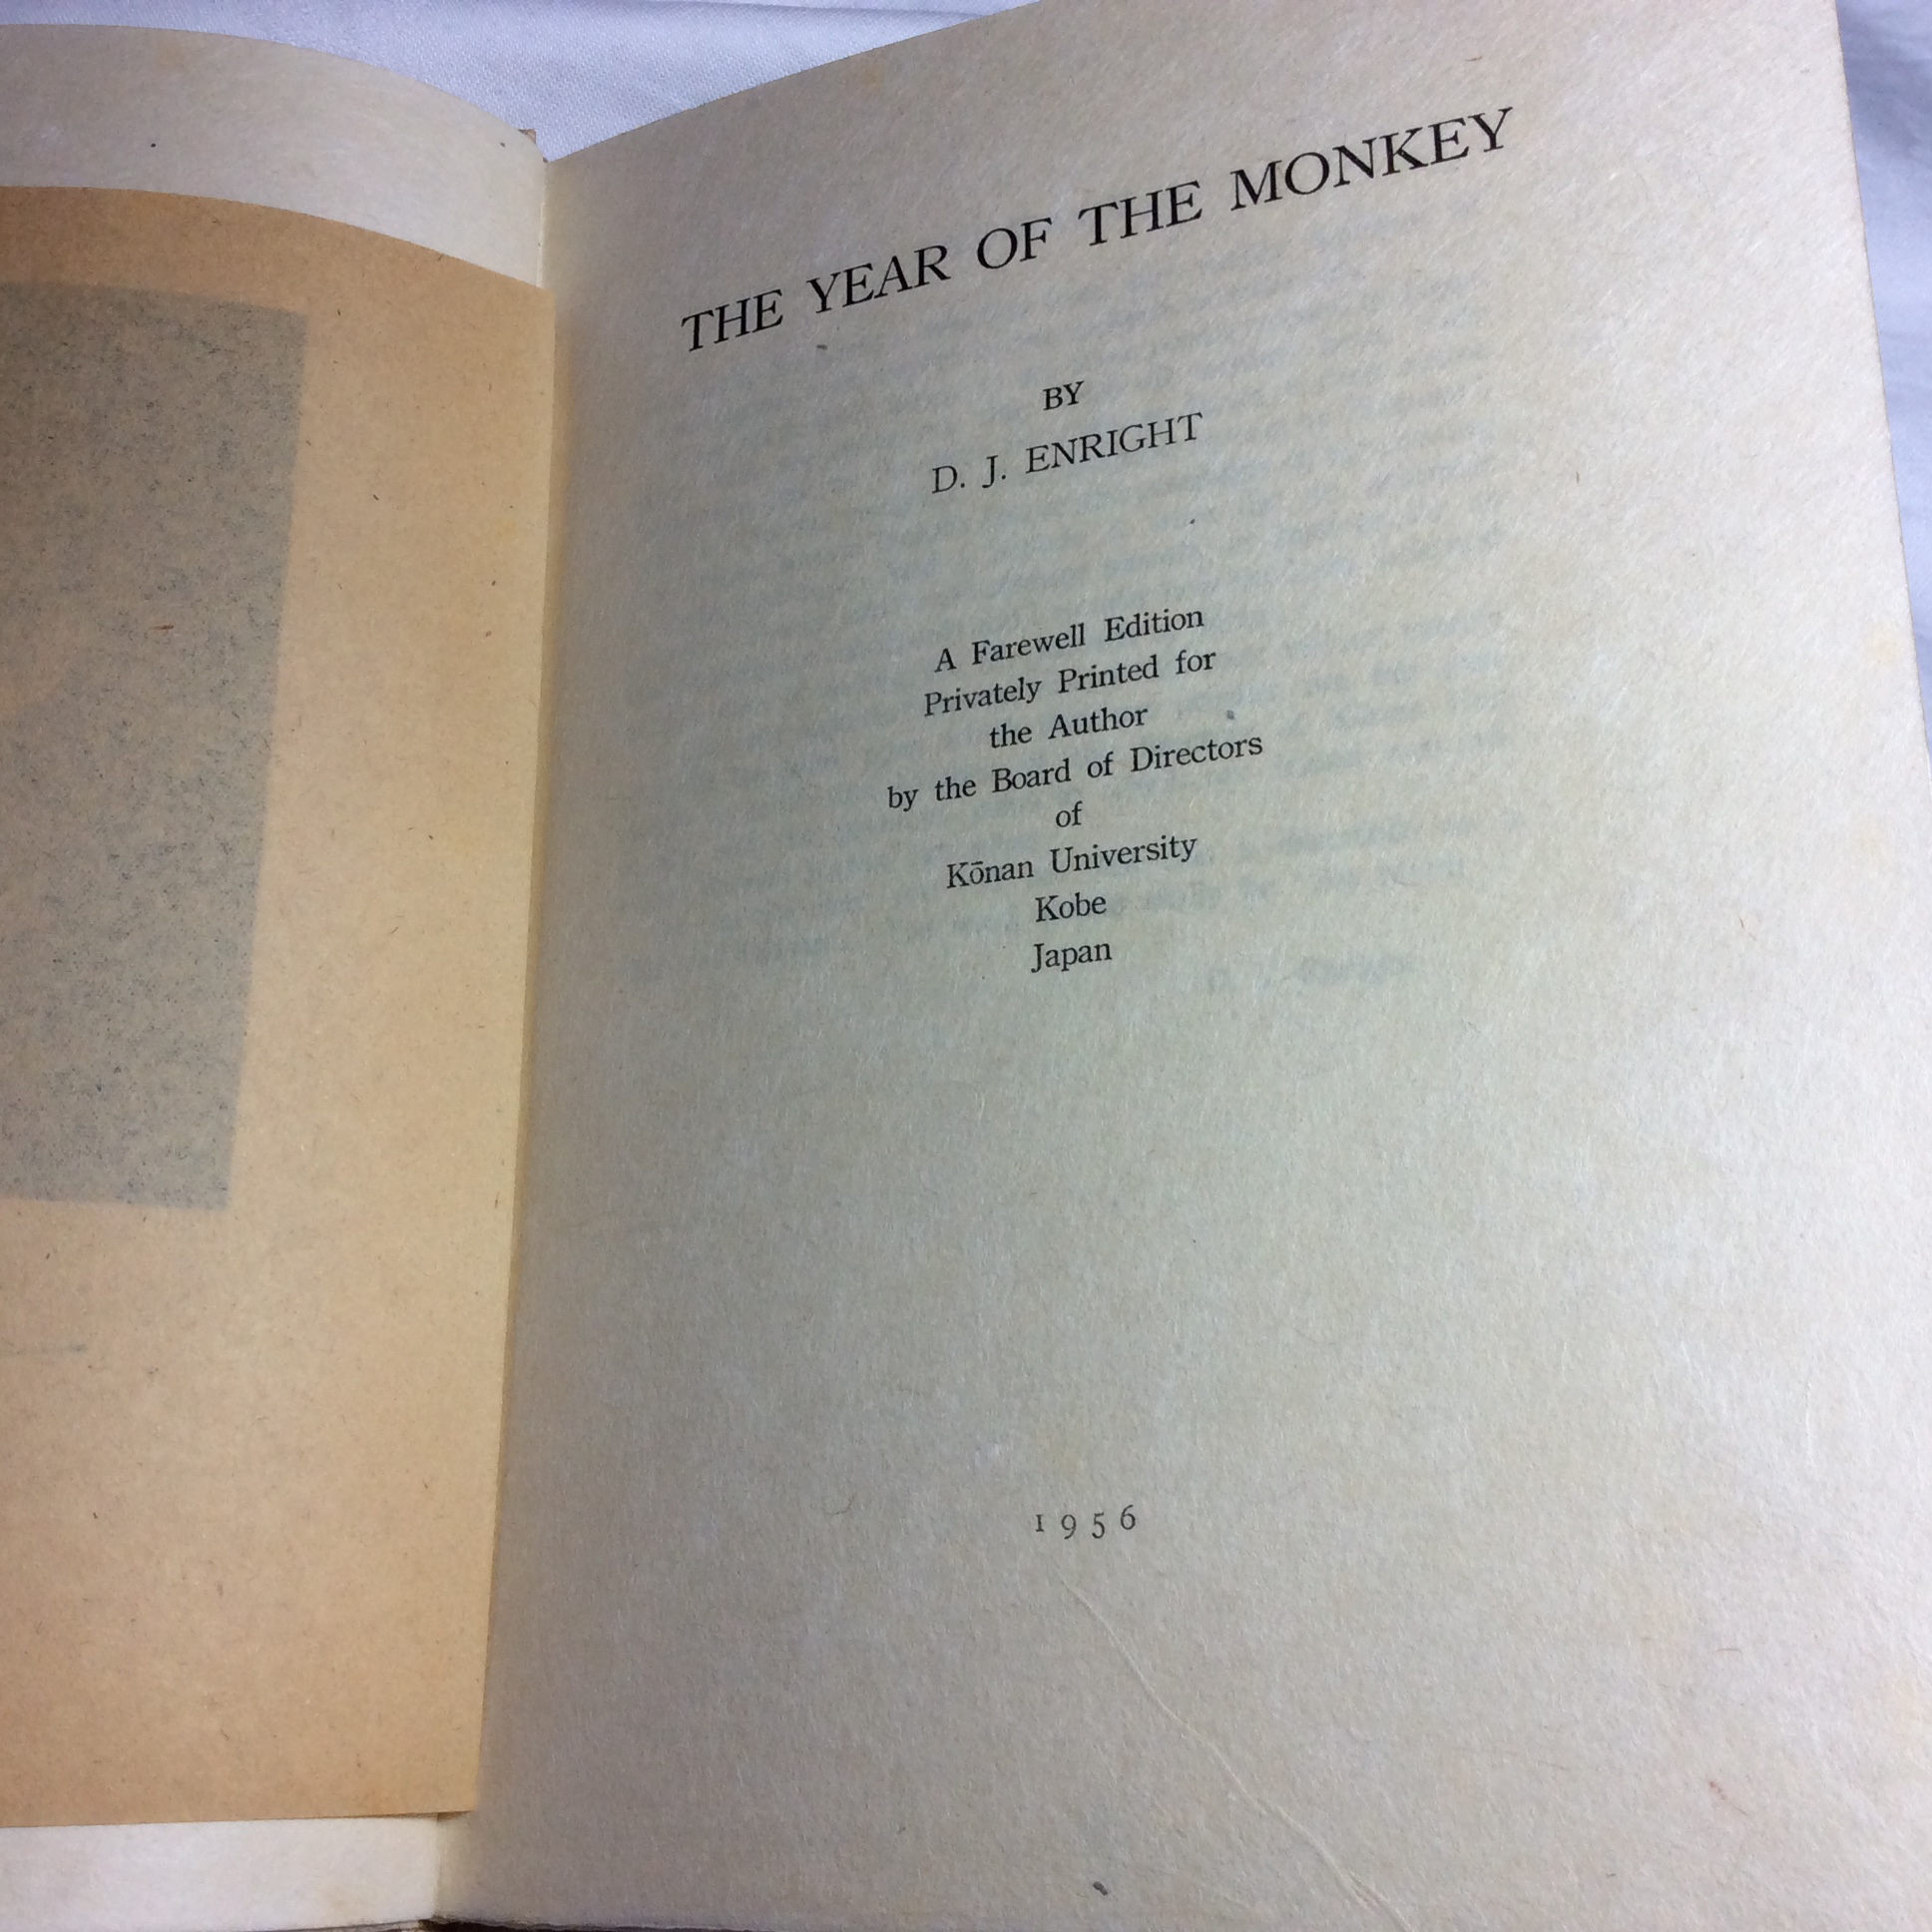 THE YEAR OF THE MONKEY
BY
D. J. ENRIGHT
A Farewell Edition
Privately Printed for
the Author
by the Board of Directors
of
Kōnan University
Kobe
Japan
1956